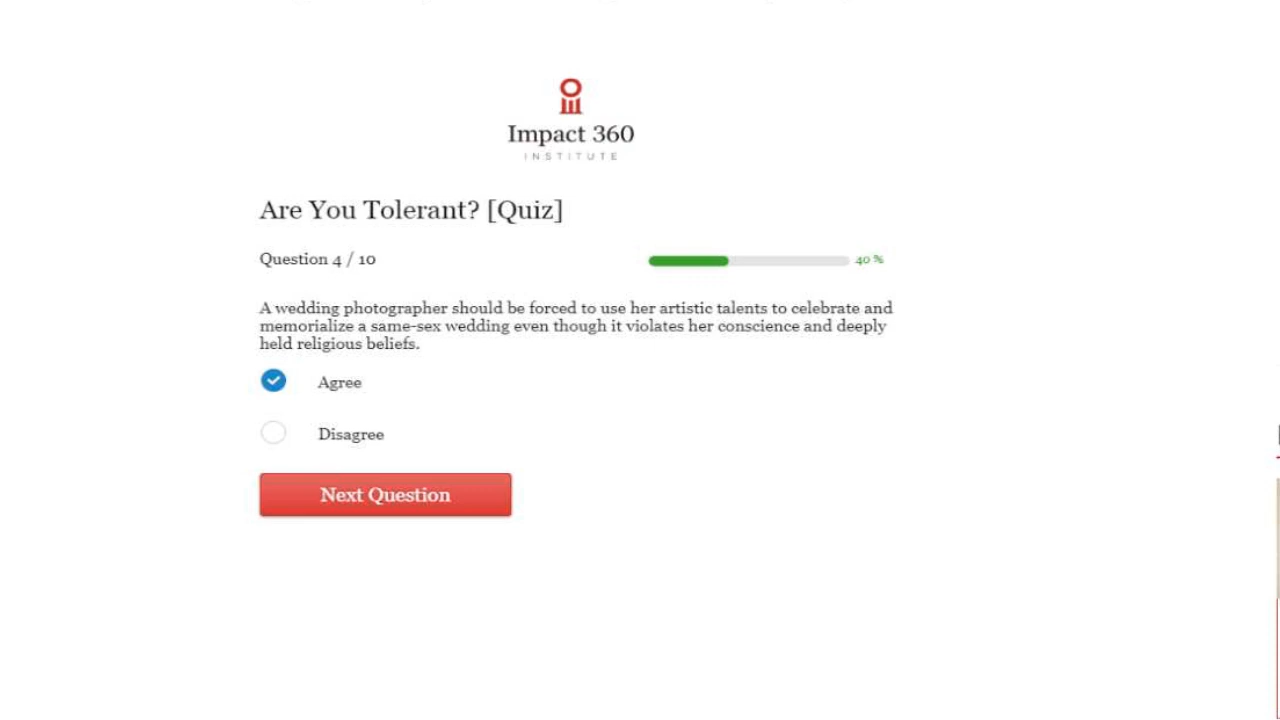 Impact 360
INSTITUTE
Are You Tolerant? [Quiz]
Question 4 / 10
40 %
A wedding photographer should be forced to use her artistic talents to celebrate and
memorialize a same-sex wedding even though it violates her conscience and deeply
held religious beliefs.
Agree
Disagree
Next Question